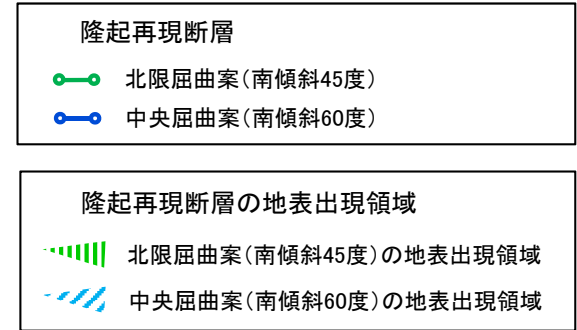 隆起再現断層
北限屈曲案（南傾斜45度）
中央屈曲案（南傾斜60度）
隆起再現断層の地表出現領域
北限屈曲案（南傾斜45度）の地表出現領域
中央屈曲案（南傾斜60度）の地表出現領域